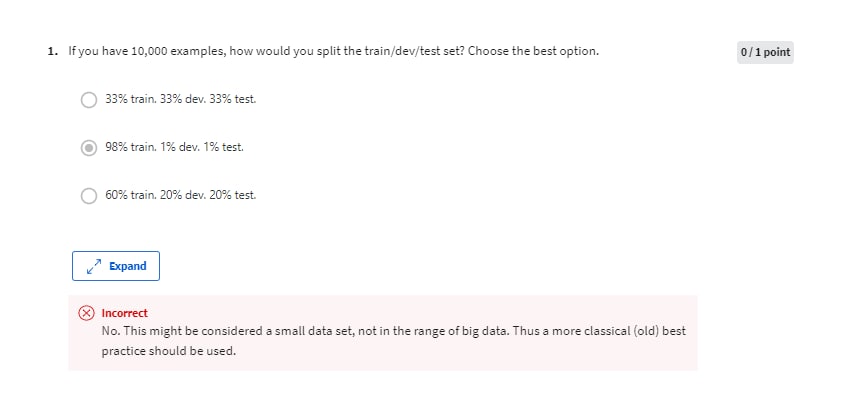 1. If you have 10,000 examples, how would you split the train/dev/test set? Choose the best option.
0 / 1 point
33% train. 33% dev. 33% test.
98% train. 1% dev. 1% test.
60% train. 20% dev. 20% test.
Expand
Incorrect
No. This might be considered a small data set, not in the range of big data. Thus a more classical (old) best
practice should be used.